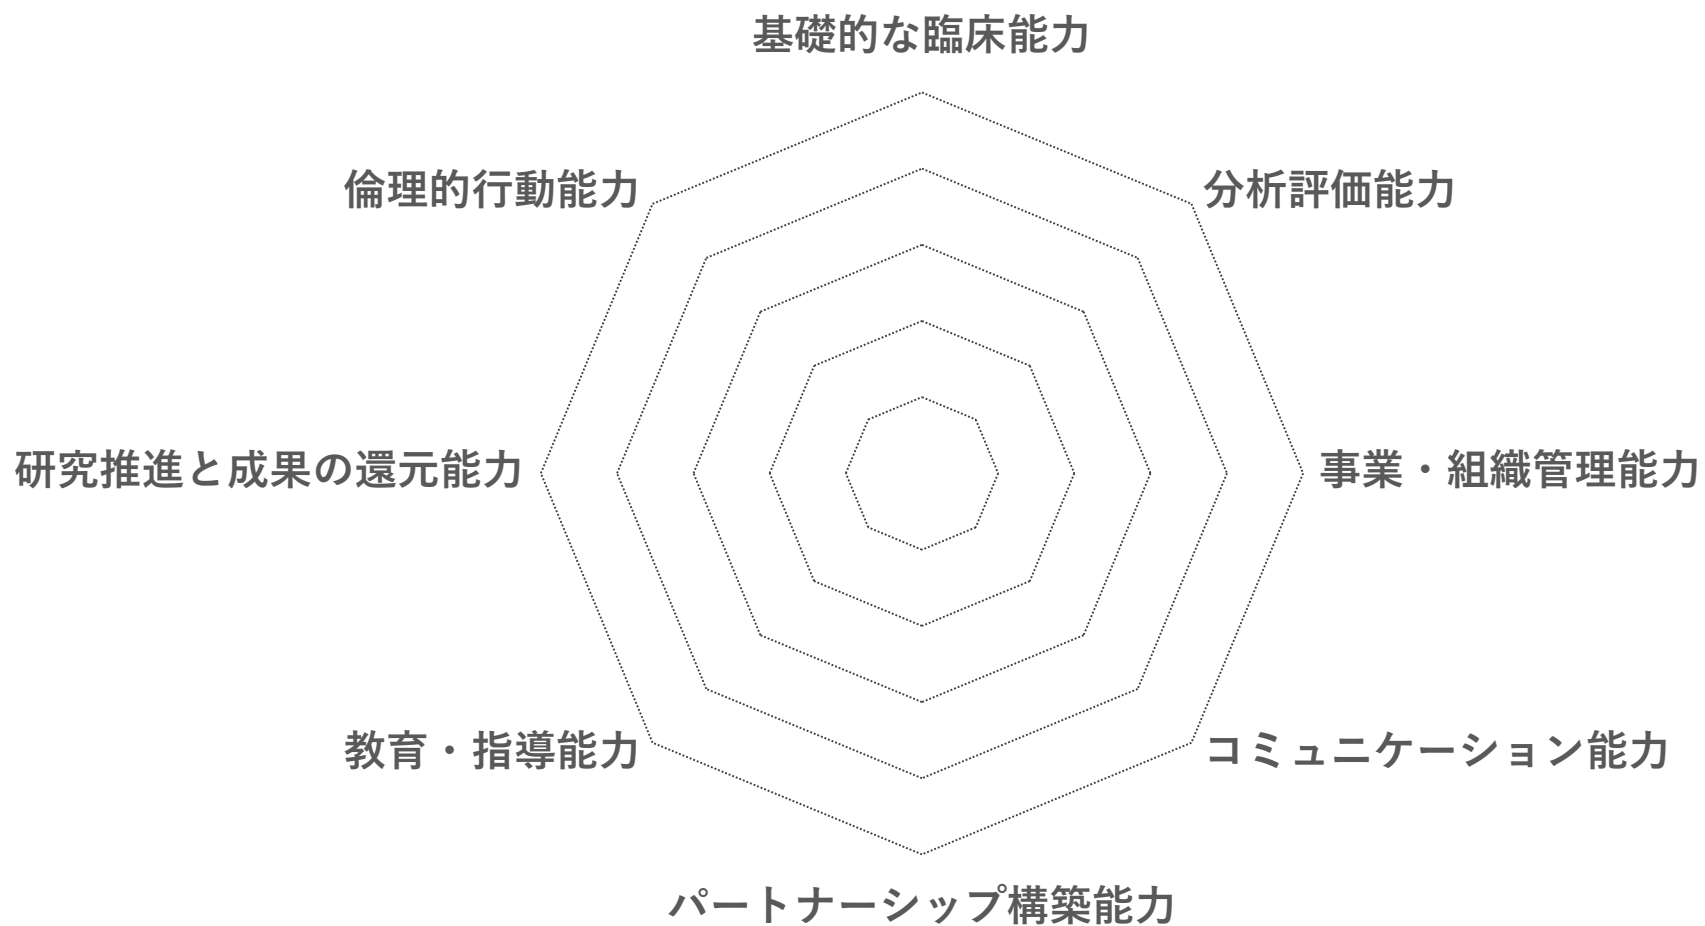 基礎的な臨床能力
倫理的行動能力
分析評価能力
研究推進と成果の還元能力
事業・組織管理能力
教育・指導能力
コミュニケーション能力
パートナーシップ構築能力